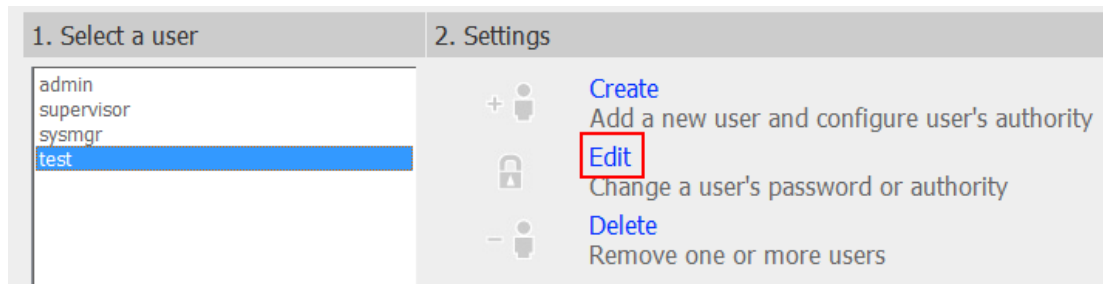 1. Select a user
2. Settings
admin
supervisor
sysmgr
test
Create
Add a new user and configure user's authority
Edit
Change a user's password or authority
Delete
Remove one or more users